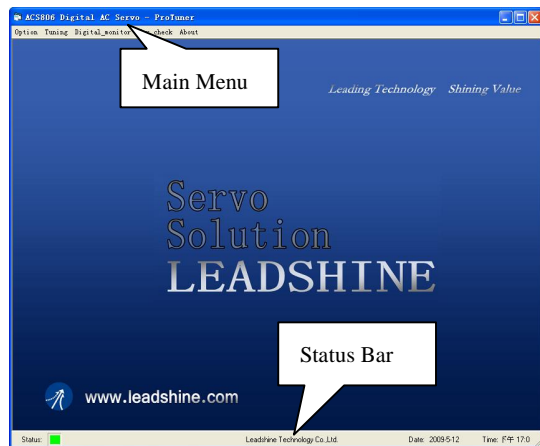 ACS806 Digital AC Servo - ProTuner
Option Tuning Digital_monitor check About
Main Menu
Leading Technology Shining Value
Servo
Solution
LEADSHINE
Status Bar
www.leadshine.com
Status: Leadshine Technology Co.,Ltd. Date: 2009-5-12 Time: 下午 17:0